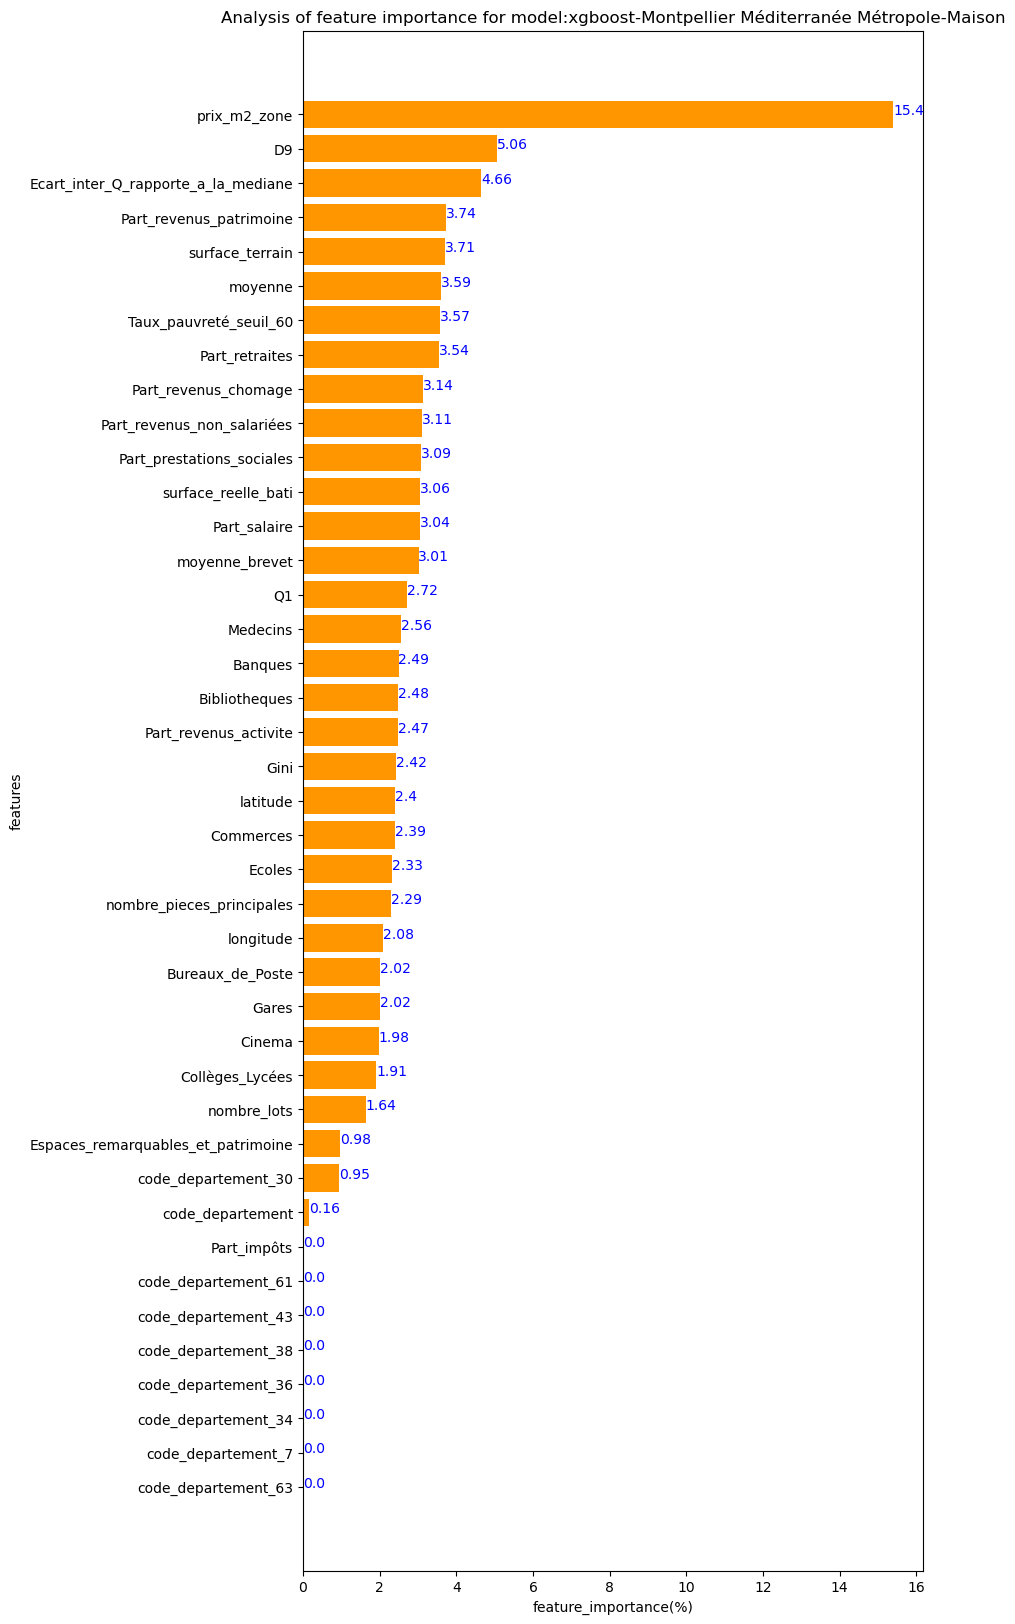 Analysis of feature importance for model:xgboost-Montpellier Méditerranée Métropole-Maison
prix_m2_zone 15.4
D9 5.06
Ecart_inter_Q_rapporte_a_la_mediane 4.66
Part_revenus_patrimoine 3.74
surface_terrain 3.71
moyenne 3.59
Taux_pauvreté_seuil_60 3.57
Part_retraites 3.54
Part_revenus_chomage 3.14
Part_revenus_non_salariées 3.11
Part_prestations_sociales 3.09
surface_reelle_bati 3.06
Part_salaire 3.04
moyenne_brevet 3.01
Q1 2.72
Medecins 2.56
Banques 2.49
Bibliotheques 2.48
Part_revenus_activite 2.47
Gini 2.42
latitude 2.4
features
Commerces 2.39
Ecoles 2.33
nombre_pieces_principales 2.29
longitude 2.08
Bureaux_de_Poste 2.02
Gares 2.02
Cinema 1.98
Collèges_Lycées 1.91
nombre_lots 1.64
Espaces_remarquables_et_patrimoine 0.98
code_departement_30 0.95
code_departement 0.16
Part_impôts 0.0
code_departement_61 0.0
code_departement_43 0.0
code_departement_38 0.0
code_departement_36 0.0
code_departement_34 0.0
code_departement_7 0.0
code_departement_63 0.0
0 2 4 6 8 10 12 14 16
feature_importance(%)